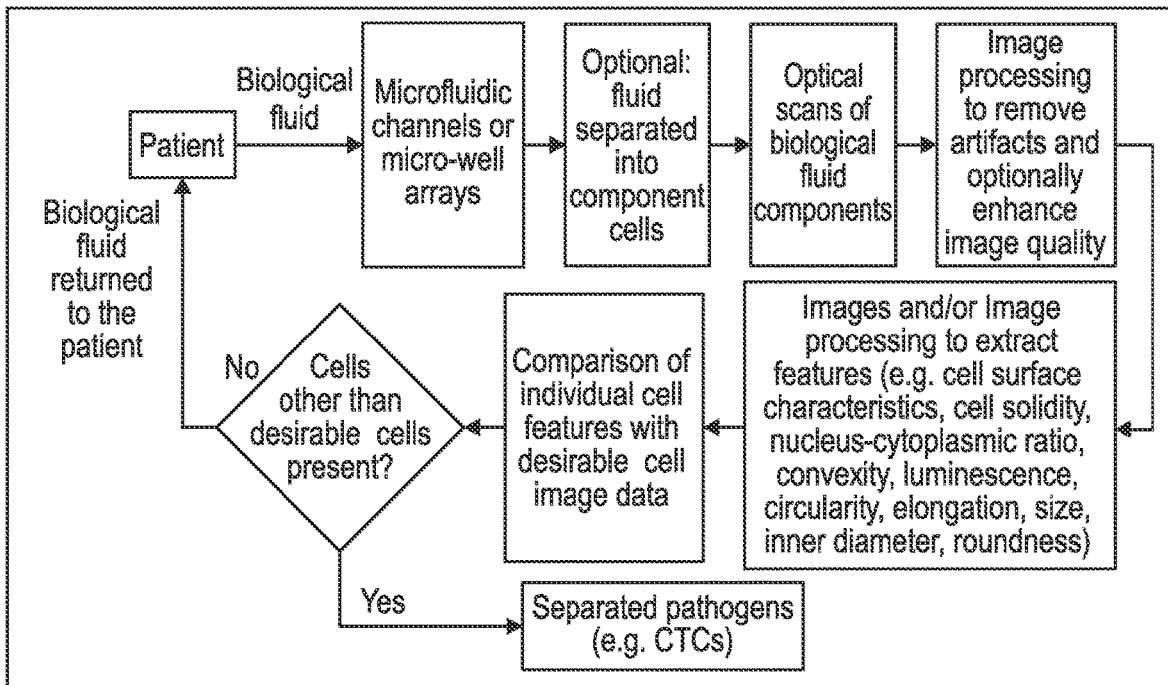 Patient
Biological
fluid
Microfluidic
channels or
micro-well
arrays
Optional:
fluid
separated
into
component
cells
Optical
scans of
biological
fluid
components
Image
processing
to remove
artifacts and
optionally
enhance
image quality
Images and/or Image
processing to extract
features (e.g. cell surface
characteristics, cell solidity,
nucleus-cytoplasmic ratio,
convexity, luminescence,
circularity, elongation, size,
inner diameter, roundness)
Comparison of
individual cell
features with
desirable cell
image data
Cells
other than
desirable cells
present?
No
Biological
fluid
returned
to the
patient
Yes
Separated pathogens
(e.g. CTCs)